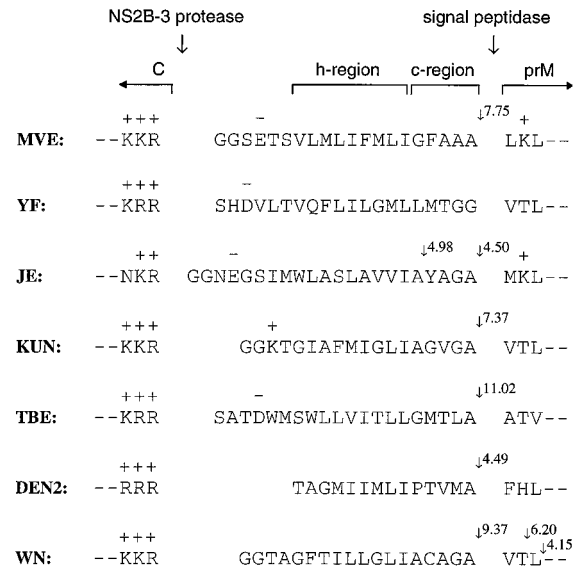 NS2B-3 protease signal peptidase
↓ ↓
C h-region c-region prM
+++ − ↓7.75 +
MVE: --KKR GGSETSVLMLIFMLIGFAAA LKL--
+++ −
YF: --KRR SHDVLTVQFLILGMLLMTGG VTL--
++ − ↓4.98 ↓4.50 +
JE: --NKR GGNEGSIMWLASLAVVIAYAGA MKL--
+++ + ↓7.37
KUN: --KKR GGKTGIAFMIGLIAGVGA VTL--
+++ − ↓11.02
TBE: --KRR SATDWMSWLLVITLLGMTLA ATV--
+++ ↓4.49
DEN2: --RRR TAGMIIMLIPTVMA FHL--
+++ ↓9.37 ↓6.20
↓4.15
WN: --KKR GGTAGFTILLGLIACAGA VTL--